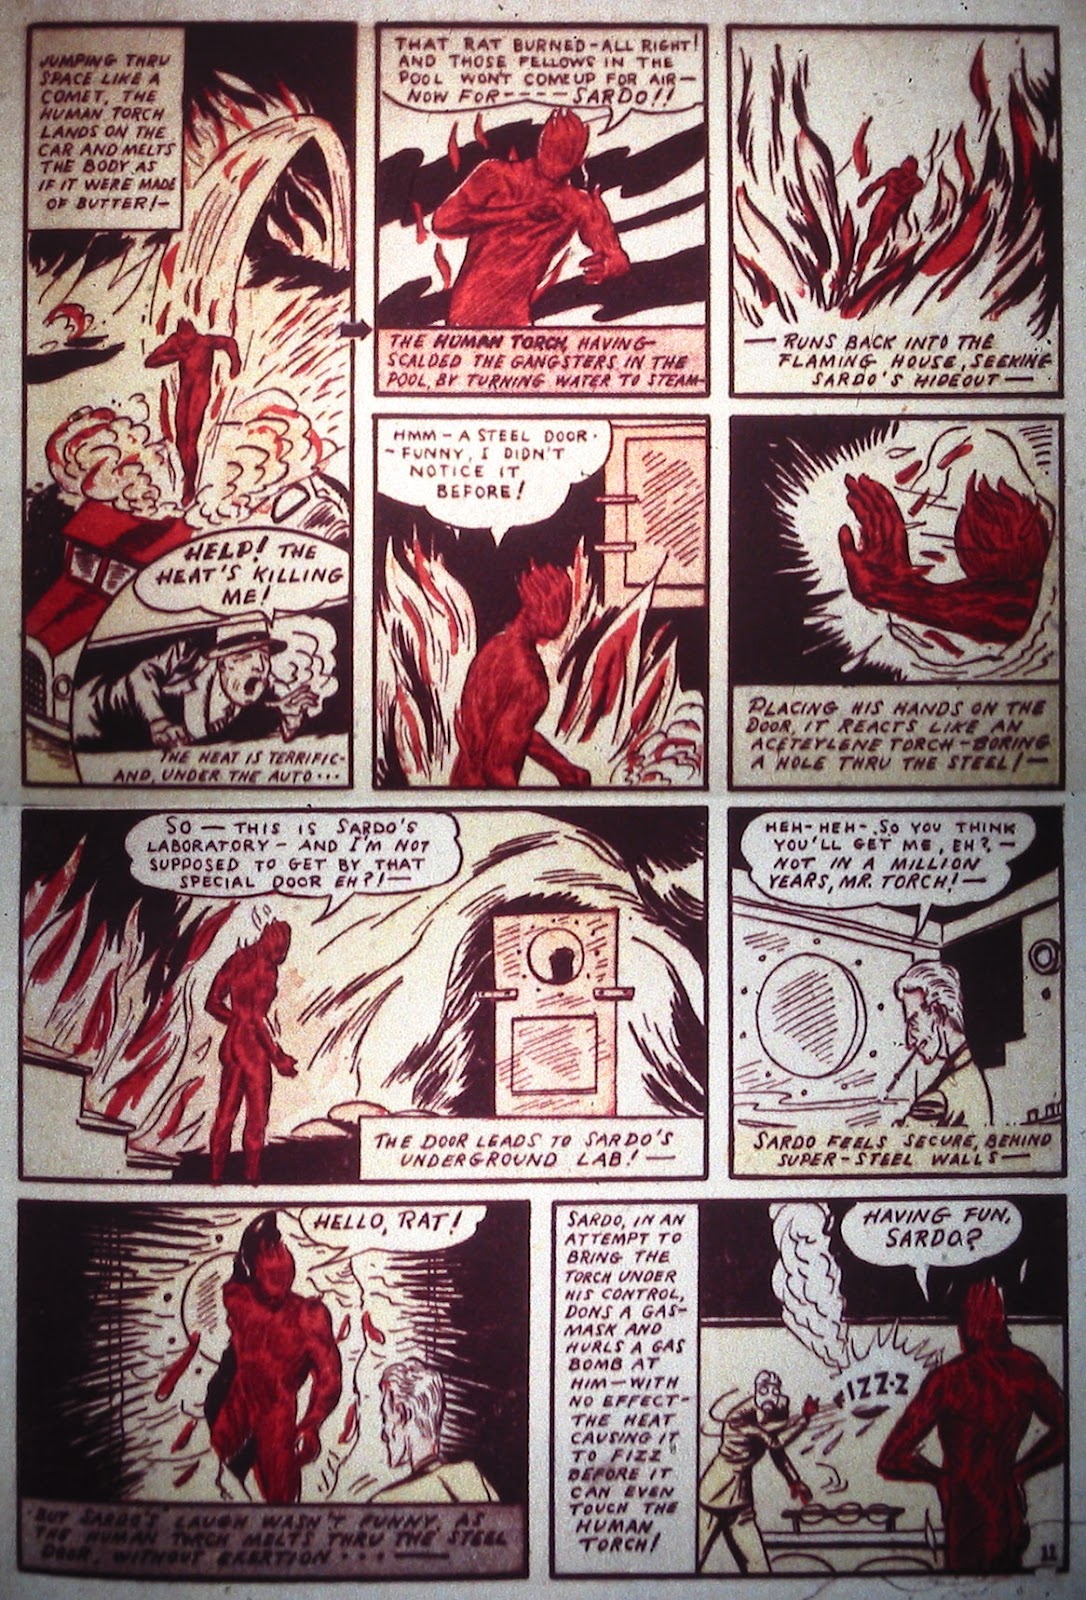 JUMPING THRU
SPACE LIKE A
COMET, THE
HUMAN TORCH
LANDS ON THE
CAR AND MELTS
THE BODY AS
IF IT WERE MADE
OF BUTTER!-
HELP! THE
HEAT'S KILLING
ME!
THE HEAT IS TERRIFIC-
AND, UNDER THE AUTO...
THAT RAT BURNED-ALL RIGHT!
AND THOSE FELLOWS IN THE
POOL WON'T COME UP FOR AIR-
NOW FOR----SARDO!!
THE HUMAN TORCH, HAVING
SCALDED THE GANGSTERS IN THE
POOL, BY TURNING WATER TO STEAM-
-RUNS BACK INTO THE
FLAMING HOUSE, SEEKING
SARDO'S HIDEOUT-
HMM-A STEEL DOOR-
-FUNNY, I DIDN'T
NOTICE IT
BEFORE!
PLACING HIS HANDS ON THE
DOOR, IT REACTS LIKE AN
ACETEYLENE TORCH-BORING
A HOLE THRU THE STEEL!-
SO-THIS IS SARDO'S
LABORATORY-AND I'M NOT
SUPPOSED TO GET BY THAT
SPECIAL DOOR EH?!-
THE DOOR LEADS TO SARDO'S
UNDERGROUND LAB!-
HEH-HEH-SO YOU THINK
YOU'LL GET ME, EH?,-
NOT IN A MILLION
YEARS, MR. TORCH!-
SARDO FEELS SECURE, BEHIND
SUPER-STEEL WALLS-
HELLO, RAT!
BUT SARDO'S LAUGH WASN'T FUNNY, AS
THE HUMAN TORCH MELTS THRU THE STEEL
DOOR, WITHOUT EXERTION...-
SARDO, IN AN
ATTEMPT TO
BRING THE
TORCH UNDER
HIS CONTROL,
DONS A GAS-
MASK AND
HURLS A GAS
BOMB AT
HIM-WITH
NO EFFECT-
THE HEAT
CAUSING IT
TO "FIZZ"
BEFORE IT
CAN EVEN
TOUCH THE
HUMAN
TORCH!
HAVING FUN,
SARDO?
FIZZ-Z
11